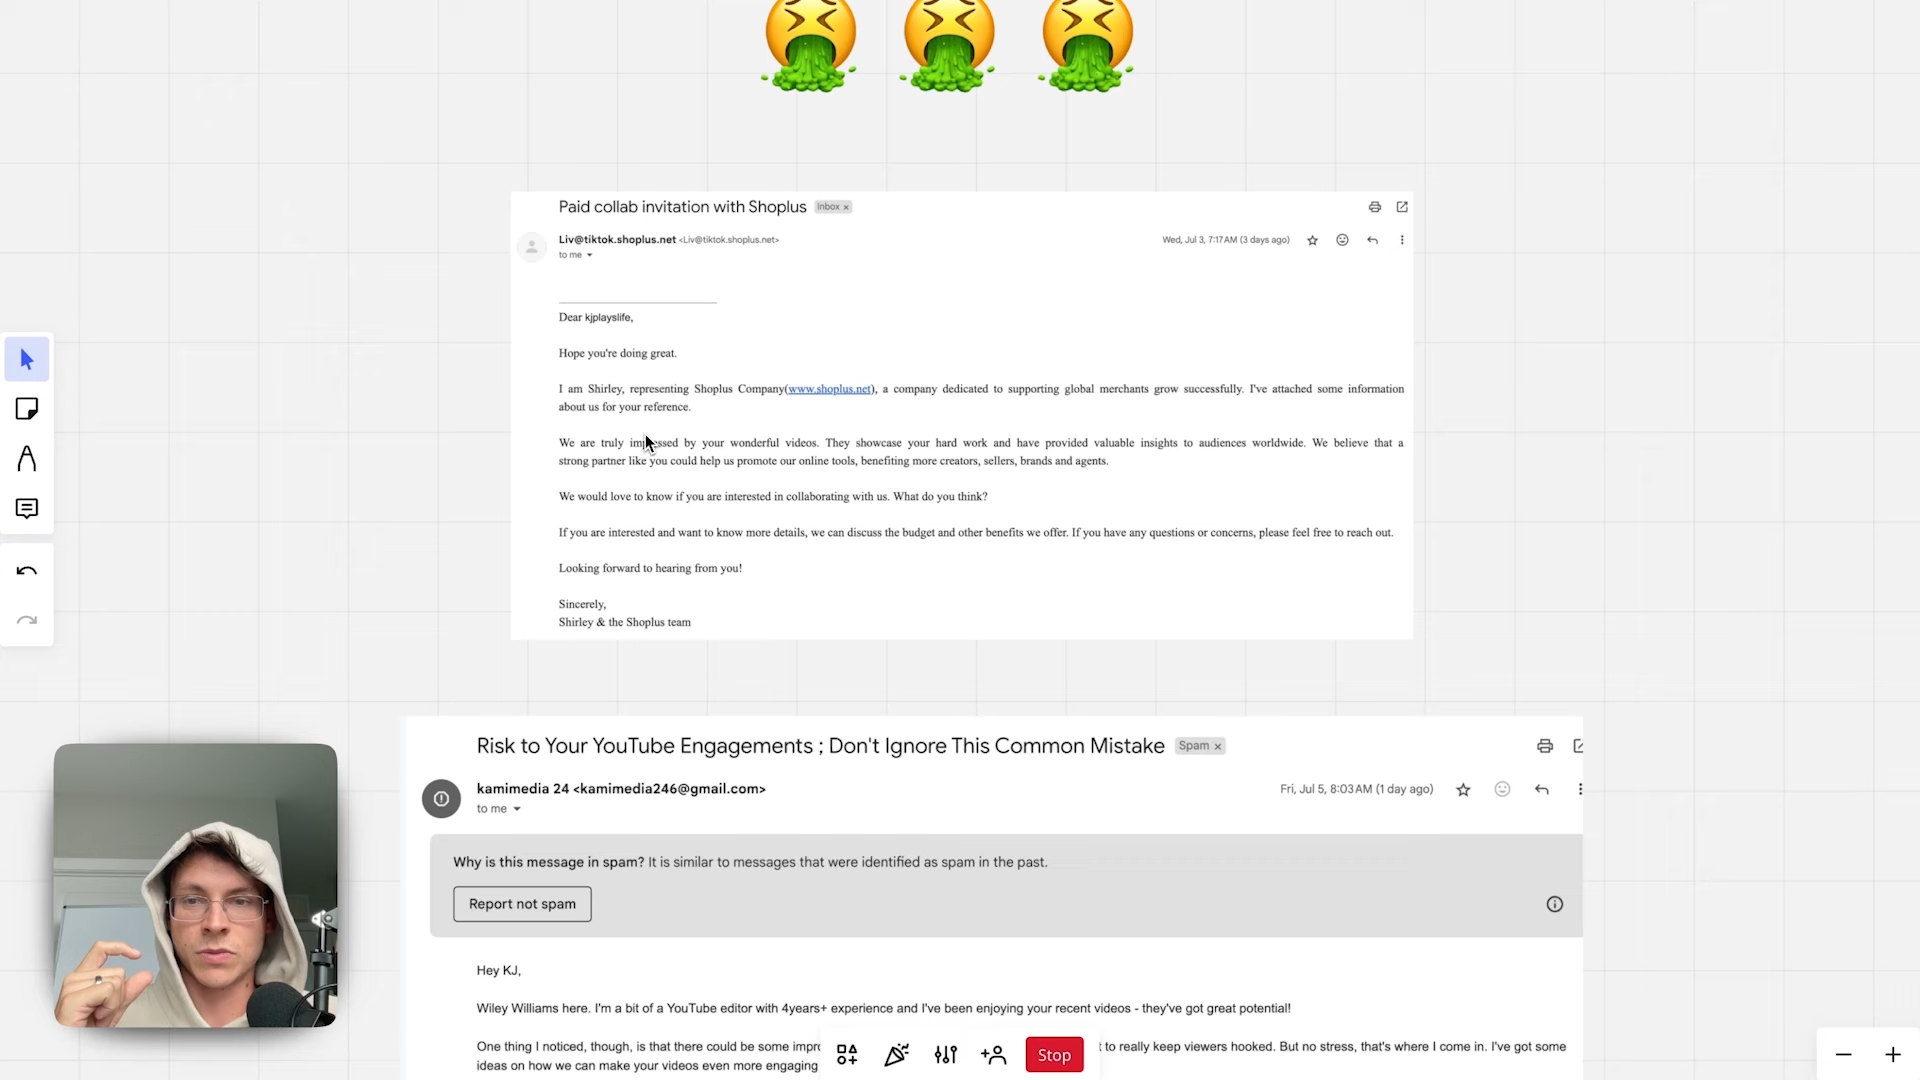 Paid collab invitation with Shoplus Inbox x
Liv@tiktok.shoplus.net <Liv@tiktok.shoplus.net> Wed, Jul 3, 7:17 AM (3 days ago)
to me
Dear kjplayslife,
Hope you're doing great.
I am Shirley, representing Shoplus Company(www.shoplus.net), a company dedicated to supporting global merchants grow successfully. I've attached some information
about us for your reference.
We are truly impressed by your wonderful videos. They showcase your hard work and have provided valuable insights to audiences worldwide. We believe that a
strong partner like you could help us promote our online tools, benefiting more creators, sellers, brands and agents.
We would love to know if you are interested in collaborating with us. What do you think?
If you are interested and want to know more details, we can discuss the budget and other benefits we offer. If you have any questions or concerns, please feel free to reach out.
Looking forward to hearing from you!
Sincerely,
Shirley & the Shoplus team
Risk to Your YouTube Engagements ; Don't Ignore This Common Mistake Spam x
kamimedia 24 <kamimedia246@gmail.com> Fri, Jul 5, 8:03 AM (1 day ago)
to me
Why is this message in spam? It is similar to messages that were identified as spam in the past.
Report not spam
Hey KJ,
Wiley Williams here. I'm a bit of a YouTube editor with 4years+ experience and I've been enjoying your recent videos - they've got great potential!
One thing I noticed, though, is that there could be some to really keep viewers hooked. But no stress, that's where I come in. I've got some
ideas on how we can make your videos even more engaging
Stop